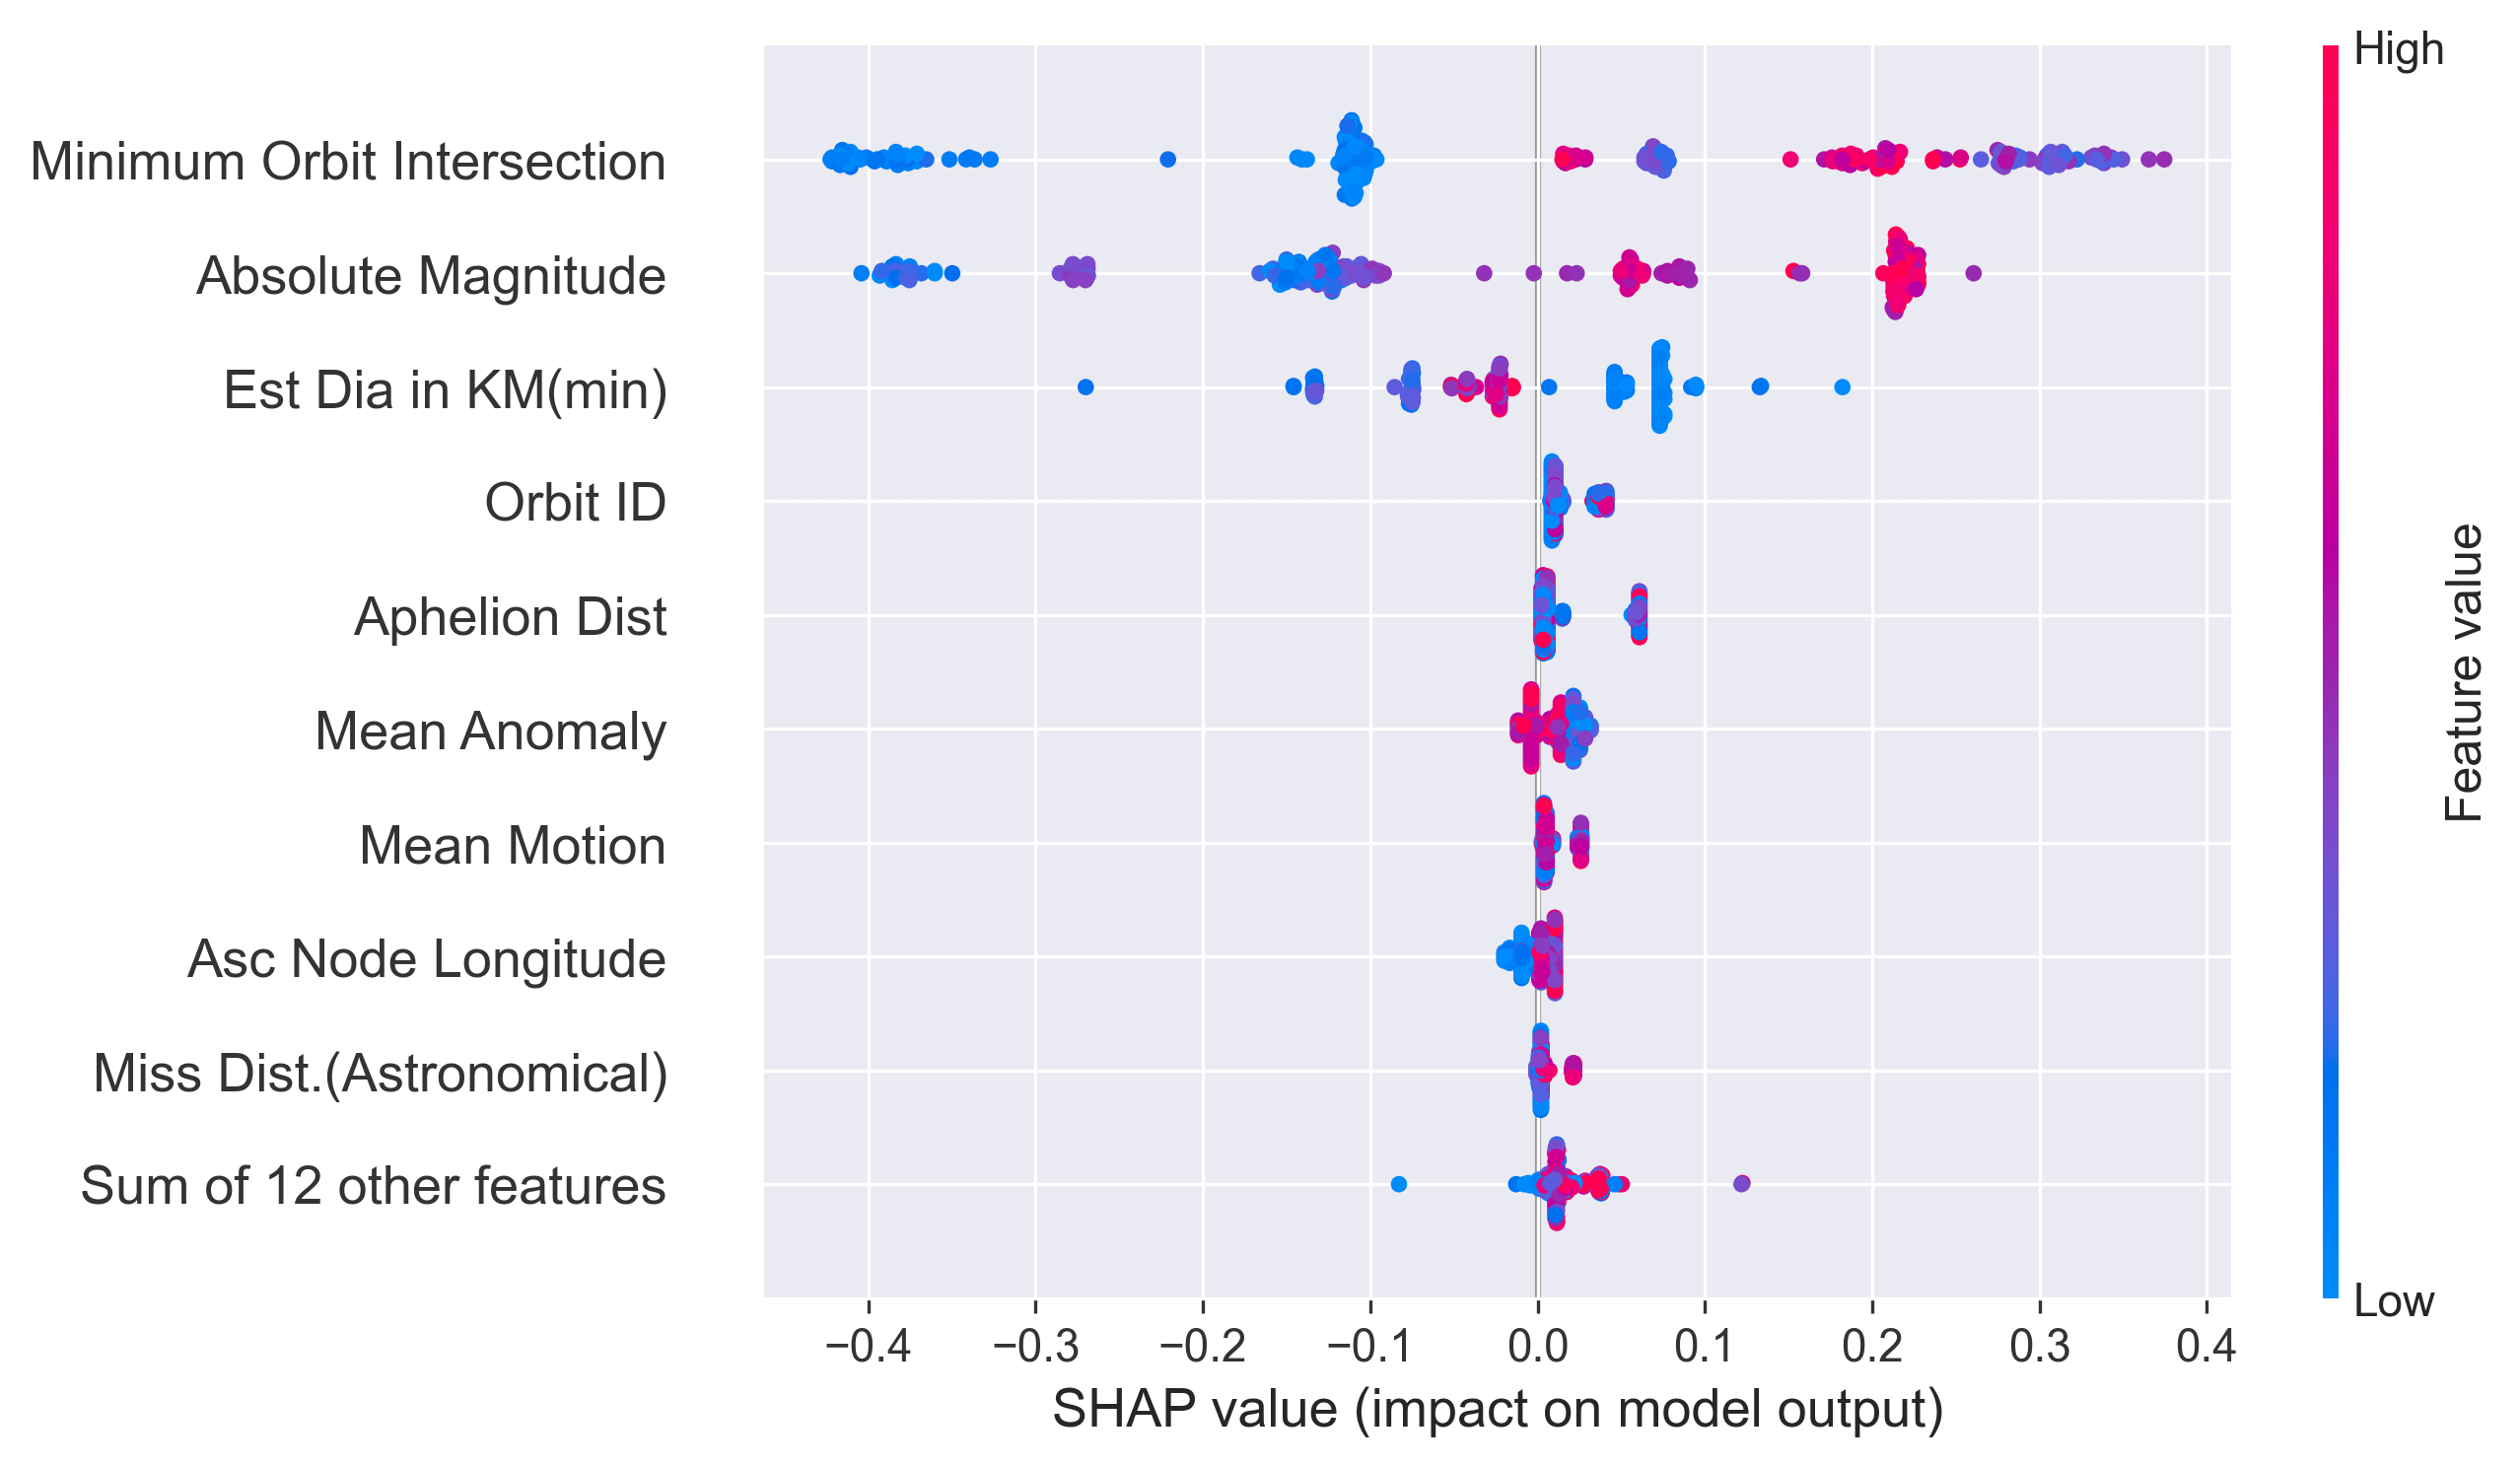 High
Minimum Orbit Intersection
Absolute Magnitude
Est Dia in KM(min)
Orbit ID
Aphelion Dist
Mean Anomaly
Mean Motion
Asc Node Longitude
Miss Dist.(Astronomical)
Sum of 12 other features
Feature value
Low
−0.4 −0.3 −0.2 −0.1 0.0 0.1 0.2 0.3 0.4
SHAP value (impact on model output)